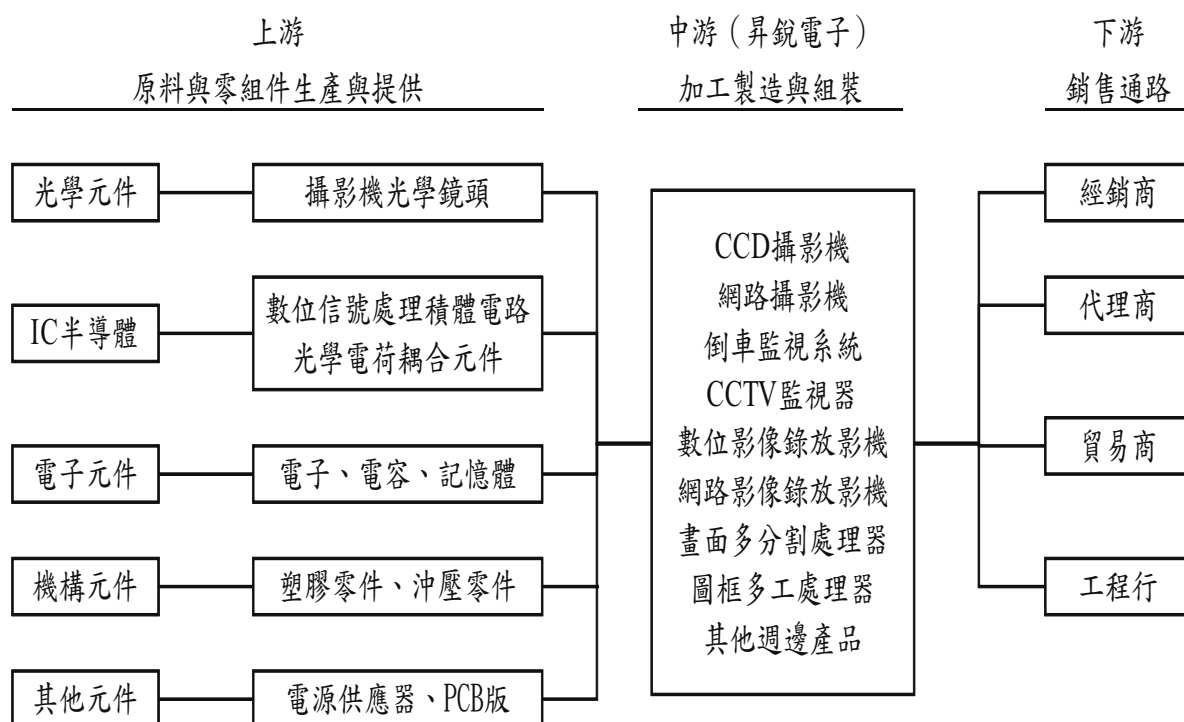 上游
原料與零組件生產與提供
中游(昇銳電子)
加工製造與組裝
下游
銷售通路
光學元件
攝影機光學鏡頭
IC半導體
數位信號處理積體電路
光學電荷耦合元件
電子元件
電子、電容、記憶體
機構元件
塑膠零件、沖壓零件
其他元件
電源供應器、PCB版
CCD攝影機
網路攝影機
倒車監視系統
CCTV監視器
數位影像錄放影機
網路影像錄放影機
畫面多分割處理器
圖框多工處理器
其他週邊產品
經銷商
代理商
貿易商
工程行